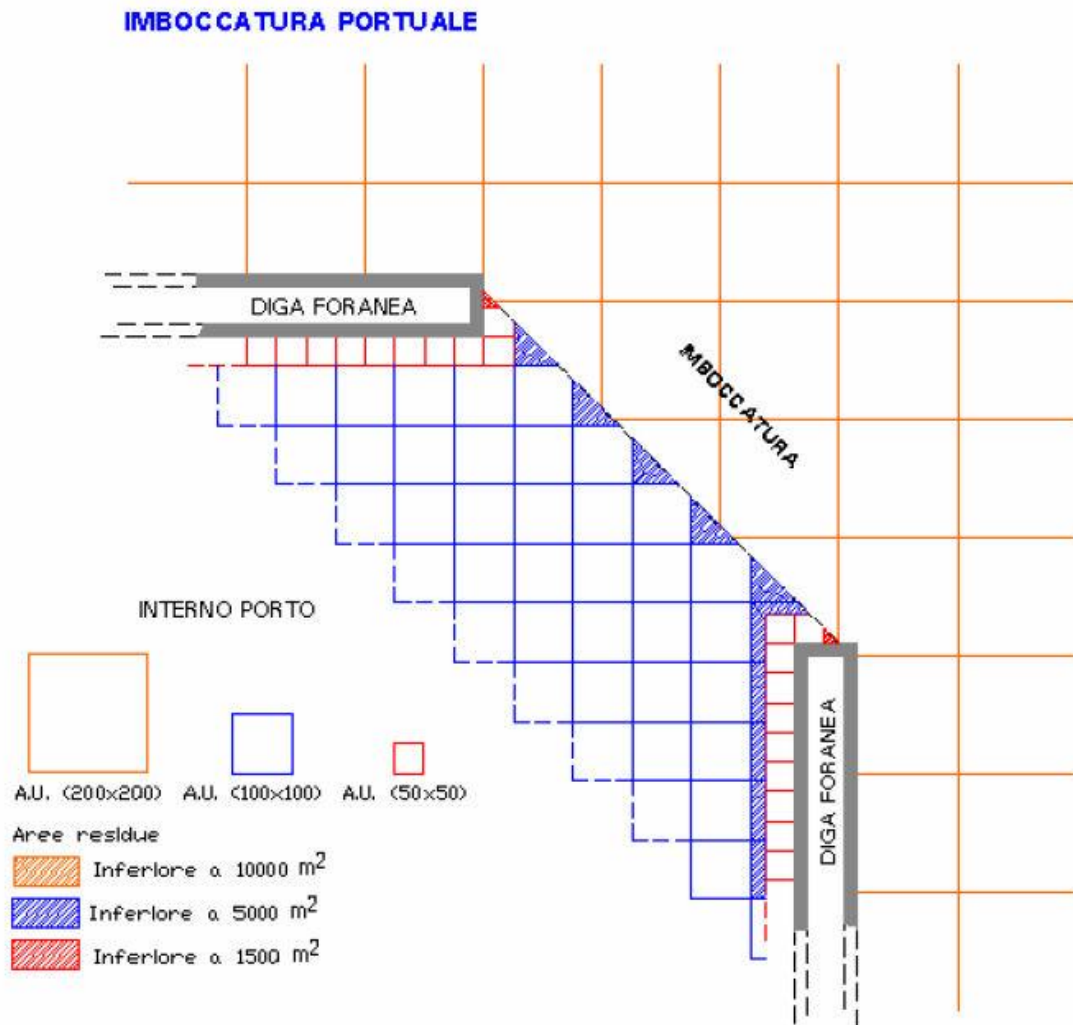 IMBOCCATURA PORTUALE
DIGA FORANEA
IMBOCCATURA
INTERNO PORTO
DIGA FORANEA
A.U. (200x200) A.U. (100x100) A.U. (50x50)
Aree residue
Inferiore a 10000 m²
Inferiore a 5000 m²
Inferiore a 1500 m²